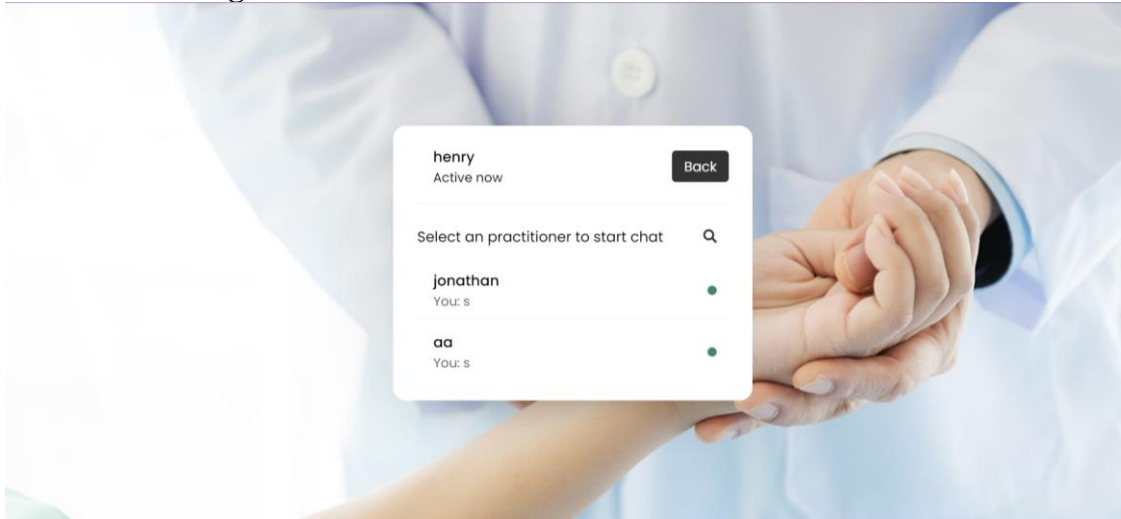 henry
Active now
Back
Select an practitioner to start chat
jonathan
You: s
aa
You: s